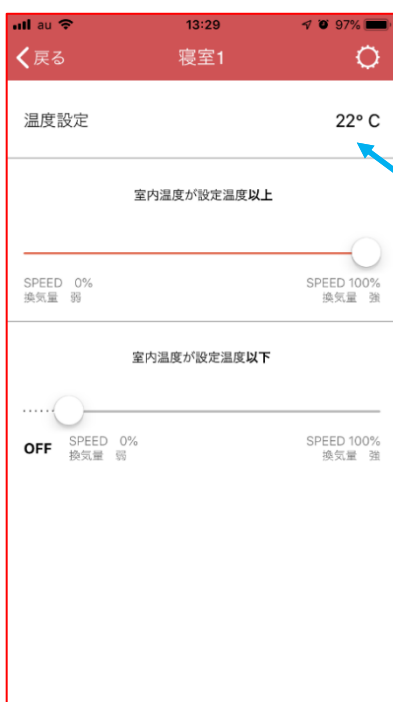 au 13:29 97%
戻る 寝室1
温度設定 22° C
室内温度が設定温度以上
SPEED 0% SPEED 100%
換気量 弱 換気量 強
室内温度が設定温度以下
OFF SPEED 0% SPEED 100%
換気量 弱 換気量 強